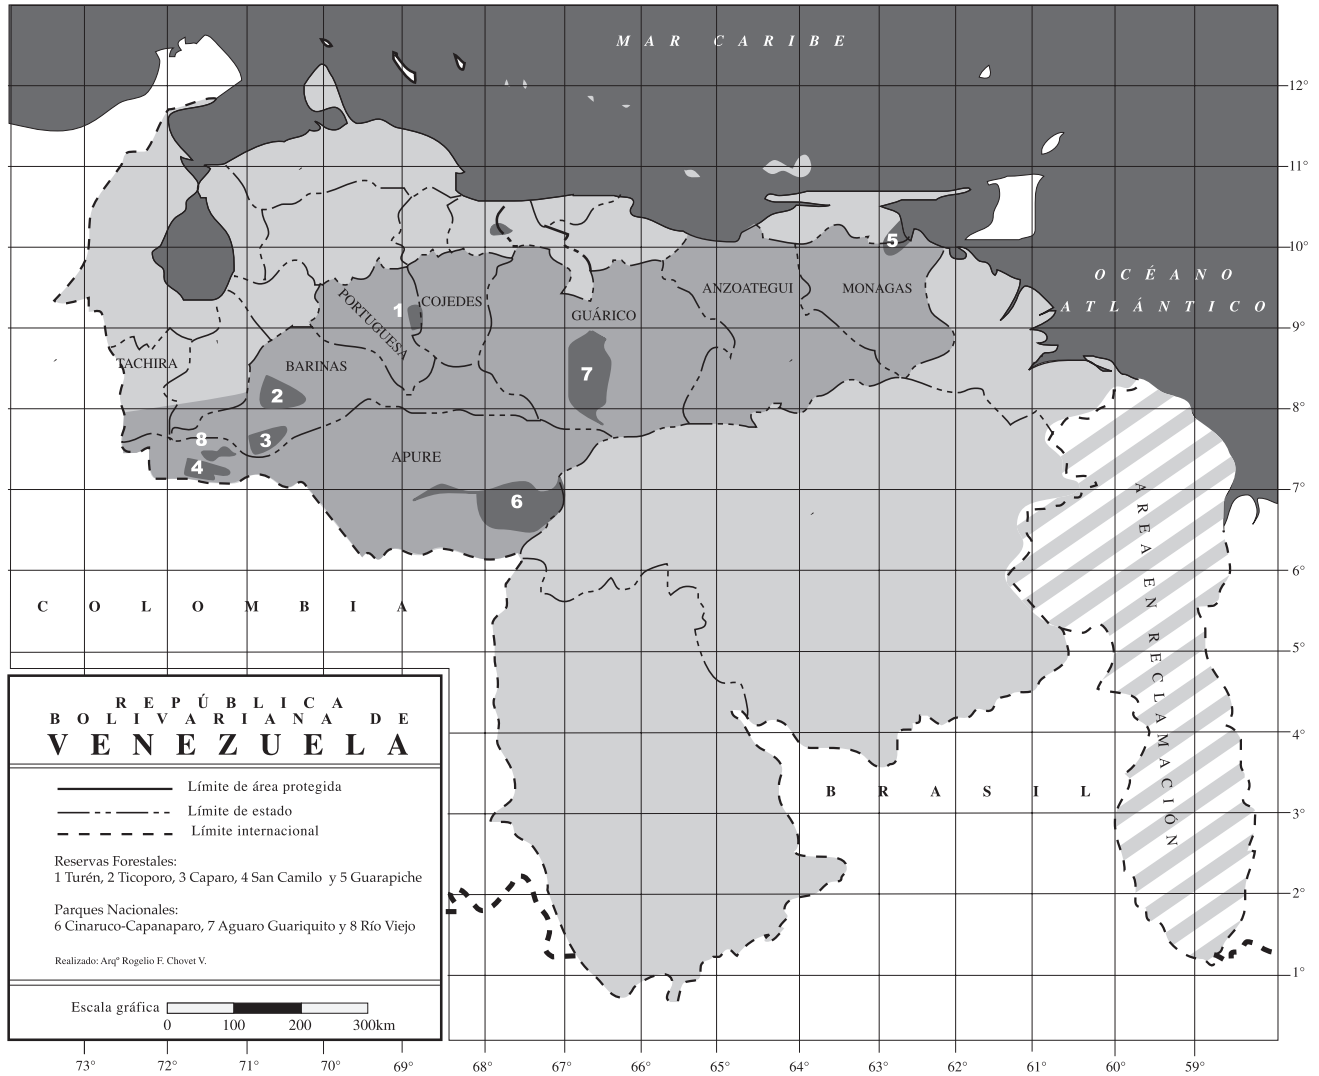 MAR CARIBE
12°
11°
5
10°
OCÉANO
ATLÁNTICO
PORTUGUESA
1
COJEDES
GUÁRICO
ANZOATEGUI
MONAGAS
9°
TACHIRA
BARINAS
7
2
8°
8
3
4
APURE
6
7°
AREA EN RECLAMACIÓN
6°
COLOMBIA
5°
4°
BRASIL
3°
2°
1°
REPÚBLICA
BOLIVARIANA DE
VENEZUELA
Límite de área protegida
Límite de estado
Límite internacional
Reservas Forestales:
1 Turén, 2 Ticoporo, 3 Caparo, 4 San Camilo y 5 Guarapiche
Parques Nacionales:
6 Cinaruco-Capanaparo, 7 Aguaro Guariquito y 8 Río Viejo
Realizado: Arqº Rogelio F. Chovet V.
Escala gráfica
0 100 200 300km
73° 72° 71° 70° 69° 68° 67° 66° 65° 64° 63° 62° 61° 60° 59°